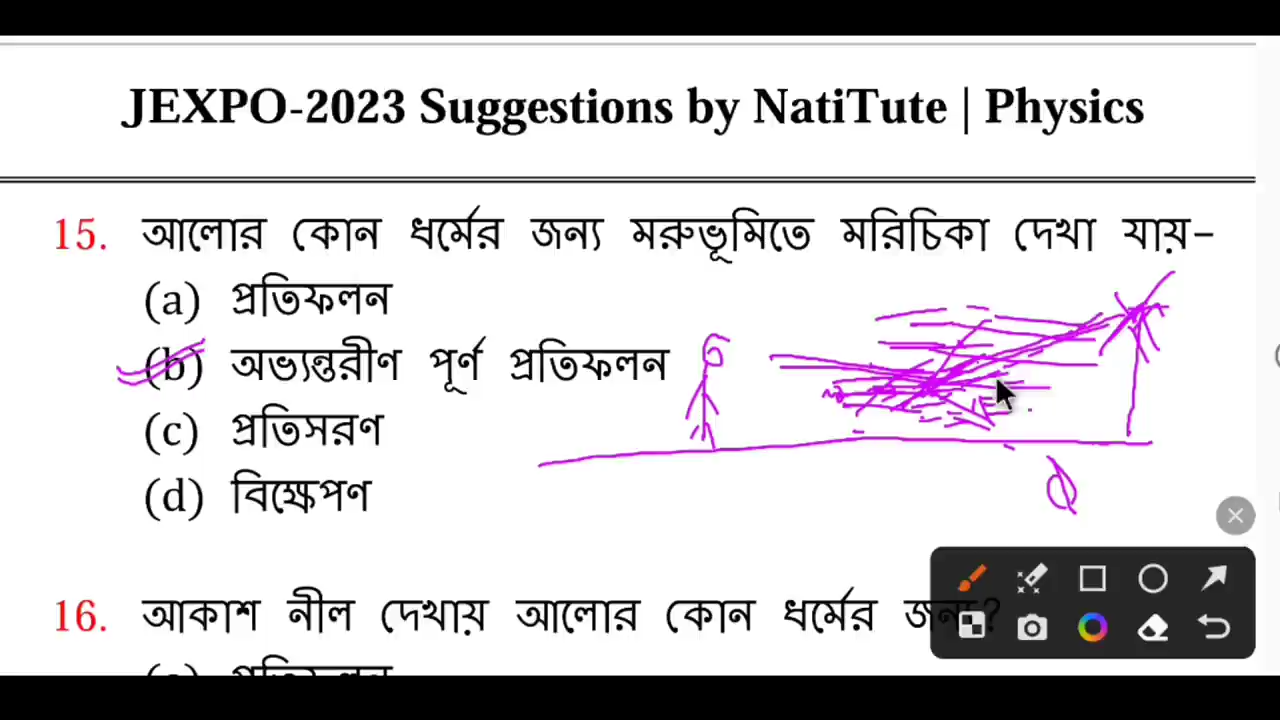 JEXPO-2023 Suggestions by NatiTute | Physics
15. আলোর কোন ধর্মের জন্য মরুভূমিতে মরিচিকা দেখা যায়-
(a) প্রতিফলন
(b) অভ্যন্তরীণ পূর্ণ প্রতিফলন
(c) প্রতিসরণ
(d) বিক্ষেপণ
16. আকাশ নীল দেখায় আলোর কোন ধর্মের জন্য?